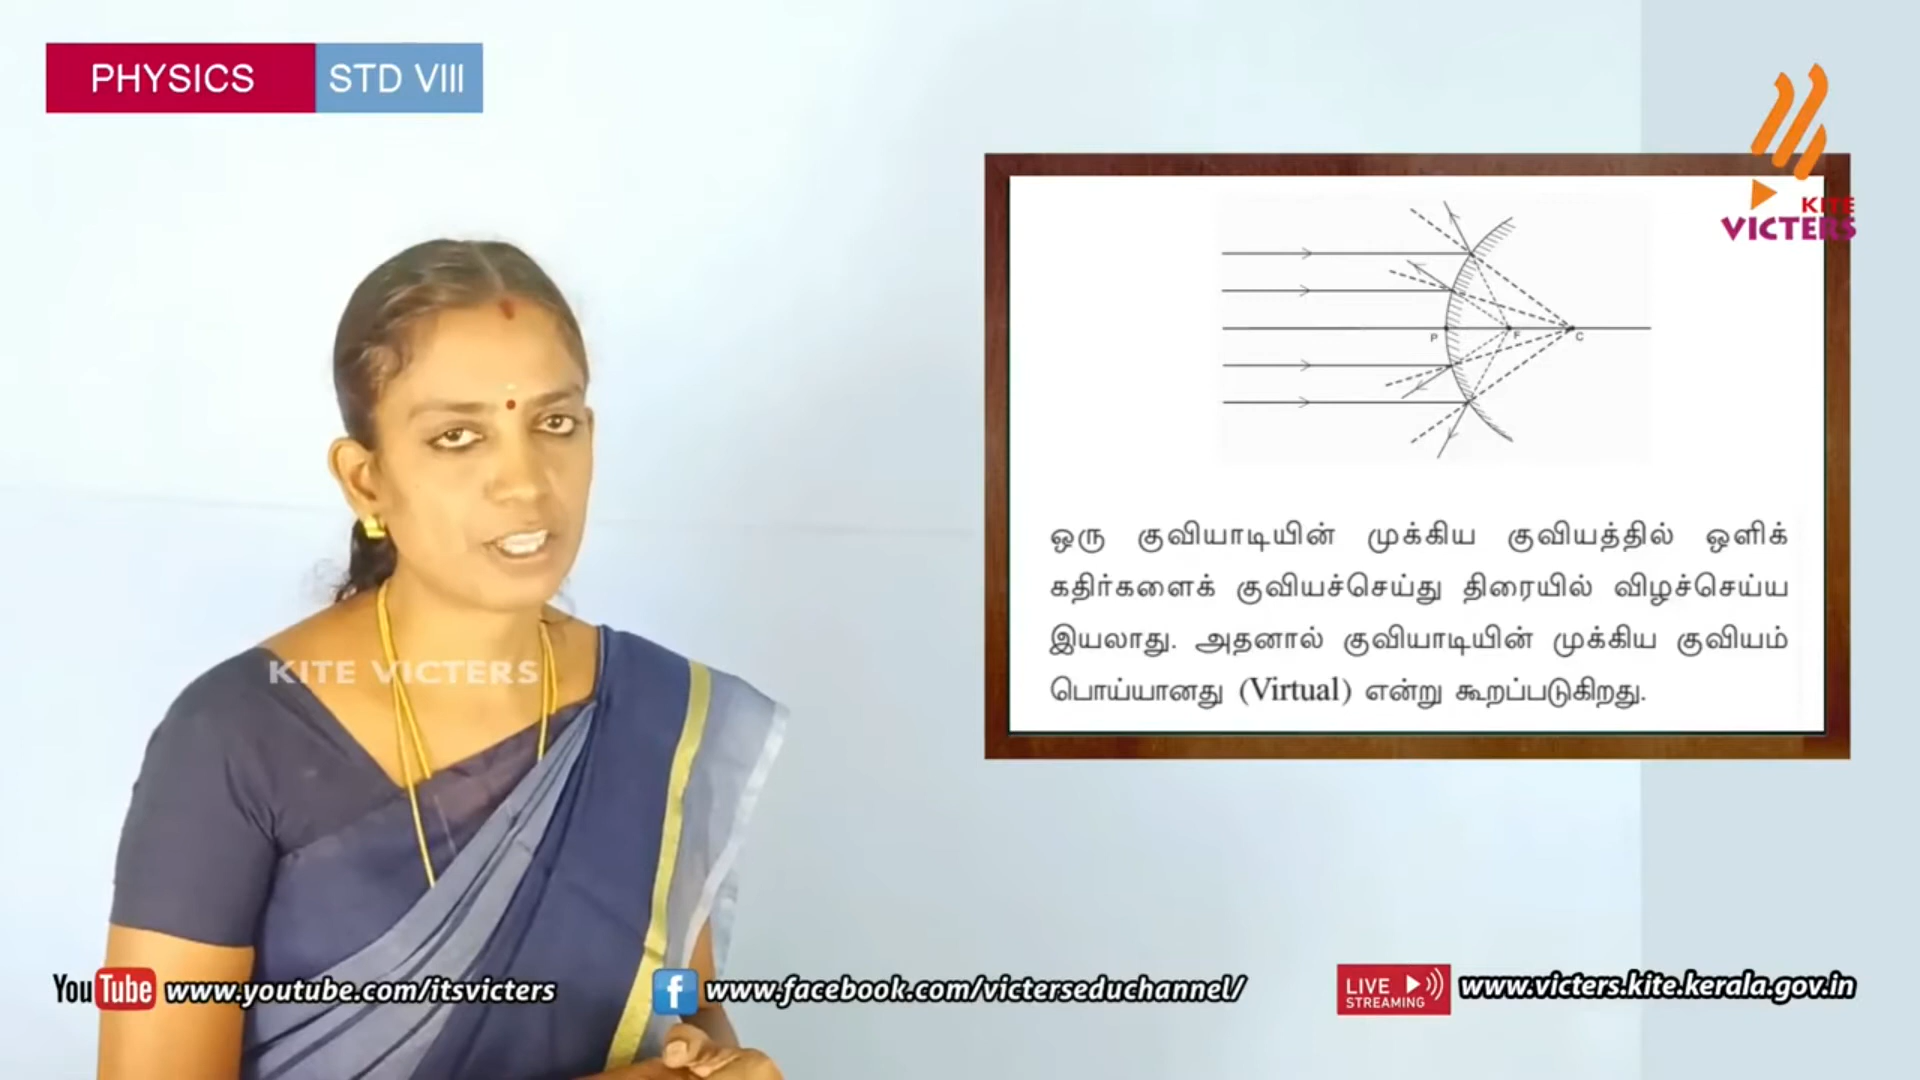 PHYSICS STD VIII
KITE
VICTERS
P F C
ஒரு குவியாடியின் முக்கிய குவியத்தில் ஒளிக்
கதிர்களைக் குவியச்செய்து திரையில் விழச்செய்ய
இயலாது. அதனால் குவியாடியின் முக்கிய குவியம்
பொய்யானது (Virtual) என்று கூறப்படுகிறது.
KITE VICTERS
YouTube www.youtube.com/itsvicters
f www.facebook.com/victerseduchannel/
LIVE
STREAMING
www.victers.kite.kerala.gov.in